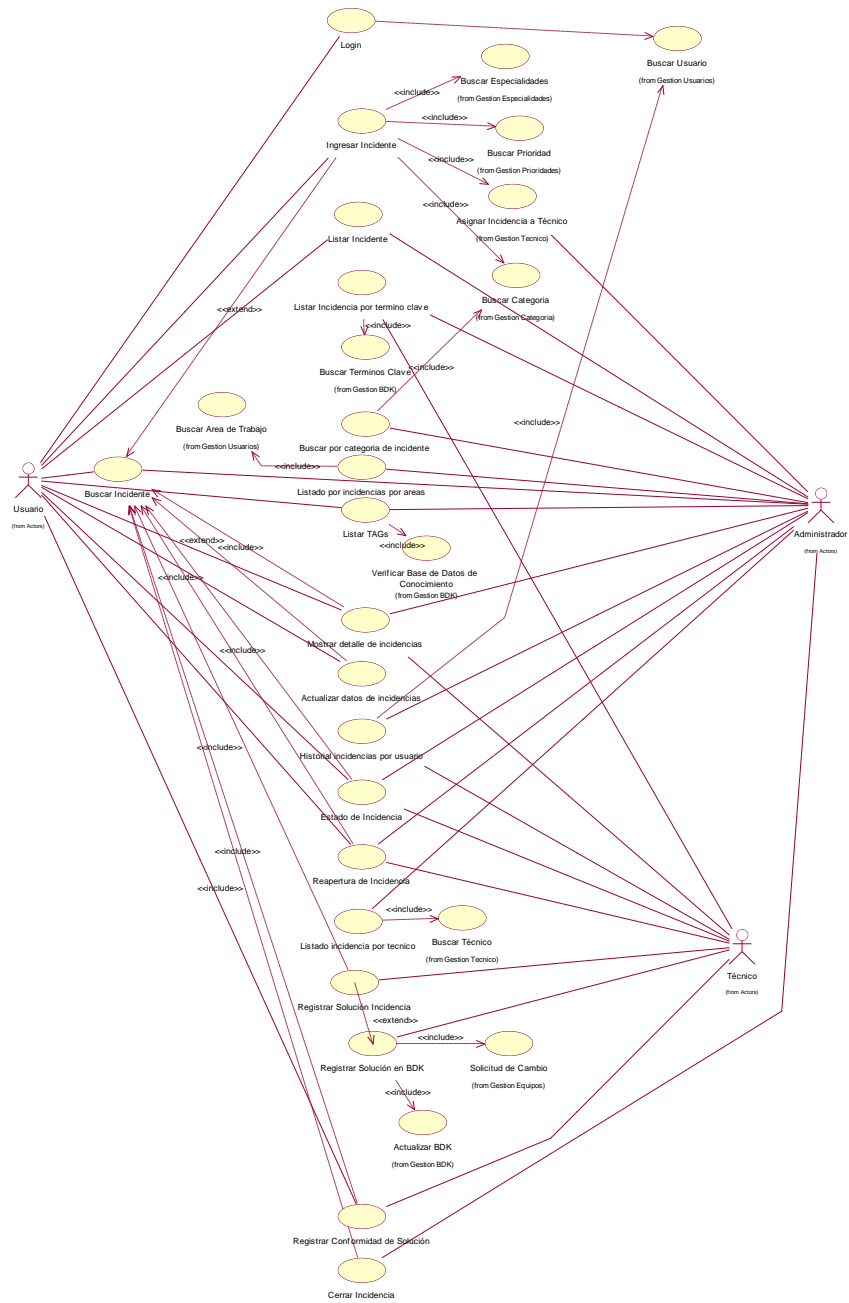 Login
Buscar Usuario
(from Gestion Usuarios)
Buscar Especialidades
(from Gestion Especialidades)
<<include>>
Ingresar Incidente
<<include>>
Buscar Prioridad
(from Gestion Prioridades)
<<include>>
Asignar Incidencia a Técnico
(from Gestion Tecnico)
<<include>>
Listar Incidente
Buscar Categoria
(from Gestion Categoria)
<<extend>>
Listar Incidencia por termino clave
<<include>>
Buscar Terminos Clave
(from Gestion BDK)
<<include>>
Buscar Area de Trabajo
(from Gestion Usuarios)
<<include>>
Buscar por categoria de incidente
<<include>>
Usuario
(from Actors)
Buscar Incidente
Listado por incidencias por areas
Administrador
(from Actors)
Listar TAGs
<<include>>
Verificar Base de Datos de
Conocimiento
(from Gestion BDK)
<<extend>>
<<include>>
<<include>>
Mostrar detalle de incidencias
<<include>>
Actualizar datos de incidencias
Historial incidencias por usuario
<<include>>
Estado de Incidencia
<<include>>
<<include>>
Reapertura de Incidencia
Listado incidencia por tecnico
<<include>>
Buscar Técnico
(from Gestion Tecnico)
Técnico
(from Actors)
Registrar Solución Incidencia
<<extend>>
Registrar Solución en BDK
<<include>>
Solicitud de Cambio
(from Gestion Equipos)
<<include>>
Actualizar BDK
(from Gestion BDK)
Registrar Conformidad de Solución
Cerrar Incidencia